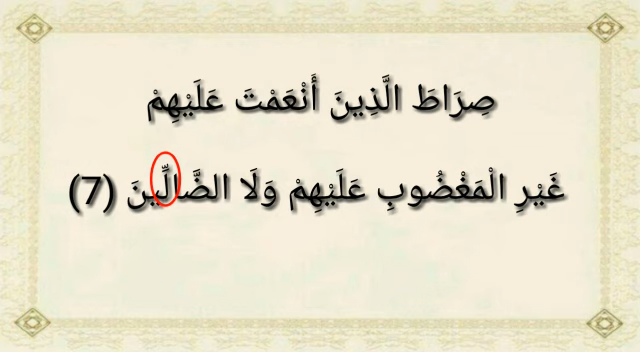 صِرَاطَ الَّذِينَ أَنْعَمْتَ عَلَيْهِمْ
غَيْرِ الْمَغْضُوبِ عَلَيْهِمْ وَلَا الضَّالِّينَ (7)